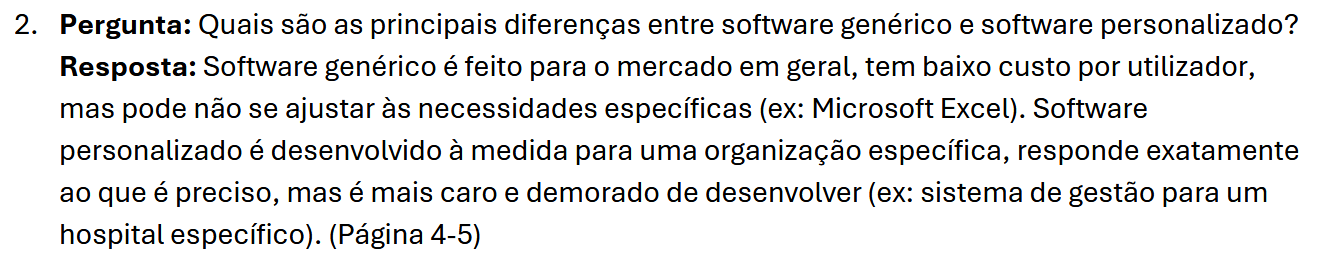 2. Pergunta: Quais são as principais diferenças entre software genérico e software personalizado?
Resposta: Software genérico é feito para o mercado em geral, tem baixo custo por utilizador,
mas pode não se ajustar às necessidades específicas (ex: Microsoft Excel). Software
personalizado é desenvolvido à medida para uma organização específica, responde exatamente
ao que é preciso, mas é mais caro e demorado de desenvolver (ex: sistema de gestão para um
hospital específico). (Página 4-5)